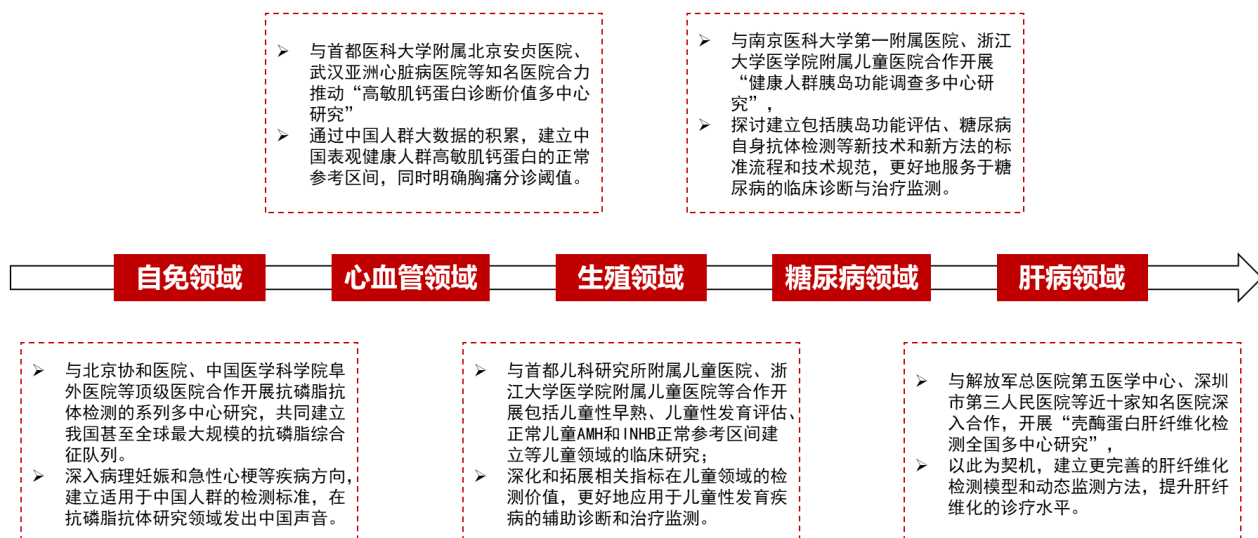 ➢ 与首都医科大学附属北京安贞医院、
武汉亚洲心脏病医院等知名医院合力
推动“高敏肌钙蛋白诊断价值多中心
研究”
➢ 通过中国人群大数据的积累，建立中
国表观健康人群高敏肌钙蛋白的正常
参考区间，同时明确胸痛分诊阈值。
➢ 与南京医科大学第一附属医院、浙江
大学医学院附属儿童医院合作开展
“健康人群胰岛功能调查多中心研
究”，
➢ 探讨建立包括胰岛功能评估、糖尿病
自身抗体检测等新技术和新方法的标
准流程和技术规范，更好地服务于糖
尿病的临床诊断与治疗监测。
自免领域
心血管领域
生殖领域
糖尿病领域
肝病领域
➢ 与北京协和医院、中国医学科学院阜
外医院等顶级医院合作开展抗磷脂抗
体检测的系列多中心研究，共同建立
我国甚至全球最大规模的抗磷脂综合
征队列。
➢ 深入病理妊娠和急性心梗等疾病方向，
建立适用于中国人群的检测标准，在
抗磷脂抗体研究领域发出中国声音。
➢ 与首都儿科研究所附属儿童医院、浙
江大学医学院附属儿童医院等合作开
展包括儿童性早熟、儿童性发育评估、
正常儿童AMH和INHB正常参考区间建
立等儿童领域的临床研究；
➢ 深化和拓展相关指标在儿童领域的检
测价值，更好地应用于儿童性发育疾
病的辅助诊断和治疗监测。
➢ 与解放军总医院第五医学中心、深圳
市第三人民医院等近十家知名医院深
入合作，开展“壳酶蛋白肝纤维化检
测全国多中心研究”，
➢ 以此为契机，建立更完善的肝纤维化
检测模型和动态监测方法，提升肝纤
维化的诊疗水平。